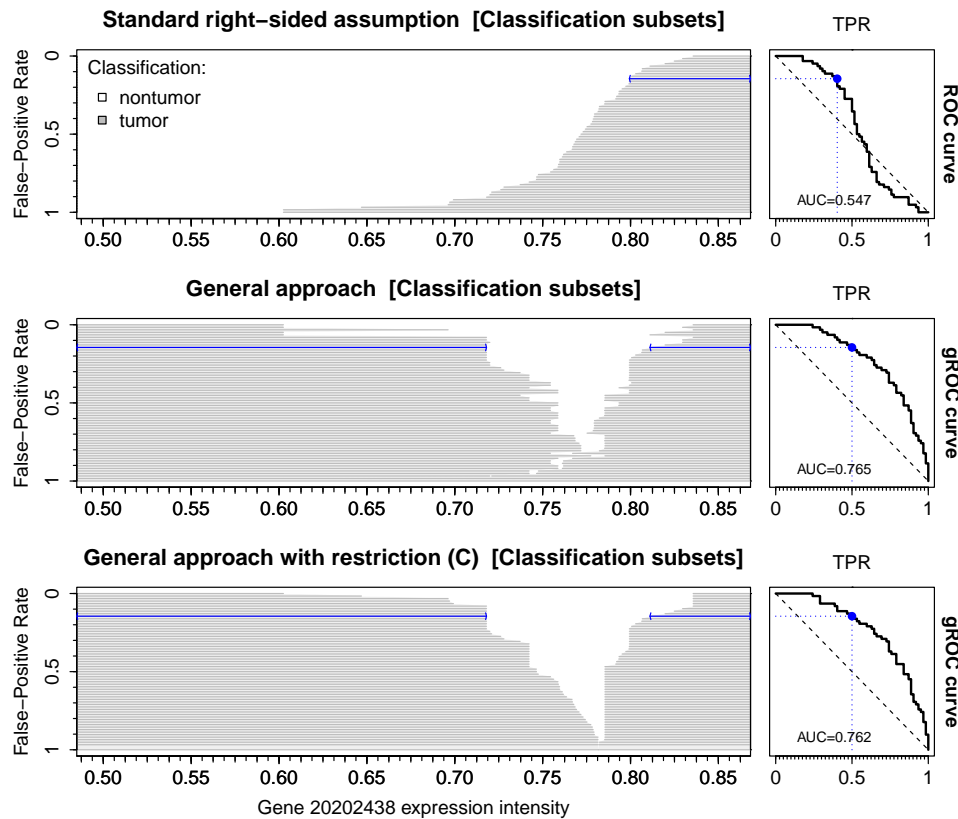 Standard right−sided assumption [Classification subsets]
TPR
False−Positive Rate
0
0.5
1
Classification:
nontumor
tumor
0.50
0.55
0.60
0.65
0.70
0.75
0.80
0.85
AUC=0.547
0
0.5
1
ROC curve
General approach [Classification subsets]
TPR
False−Positive Rate
0
0.5
1
0.50
0.55
0.60
0.65
0.70
0.75
0.80
0.85
AUC=0.765
0
0.5
1
gROC curve
General approach with restriction (C) [Classification subsets]
TPR
False−Positive Rate
0
0.5
1
0.50
0.55
0.60
0.65
0.70
0.75
0.80
0.85
AUC=0.762
0
0.5
1
gROC curve
Gene 20202438 expression intensity